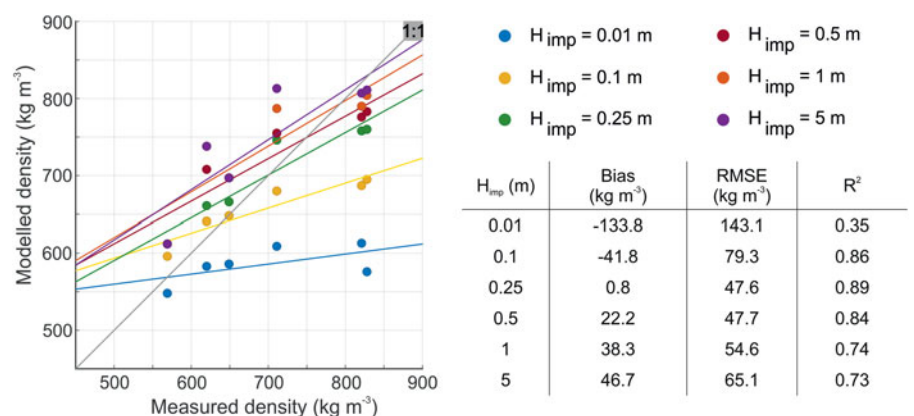 900
800
700
600
500
500
600
700
800
900
Modelled density (kg m⁻³)
Measured density (kg m⁻³)
1:1
H imp = 0.01 m
H imp = 0.5 m
H imp = 0.1 m
H imp = 1 m
H imp = 0.25 m
H imp = 5 m
H imp (m) Bias (kg m⁻³) RMSE (kg m⁻³) R²
0.01 -133.8 143.1 0.35
0.1 -41.8 79.3 0.86
0.25 0.8 47.6 0.89
0.5 22.2 47.7 0.84
1 38.3 54.6 0.74
5 46.7 65.1 0.73